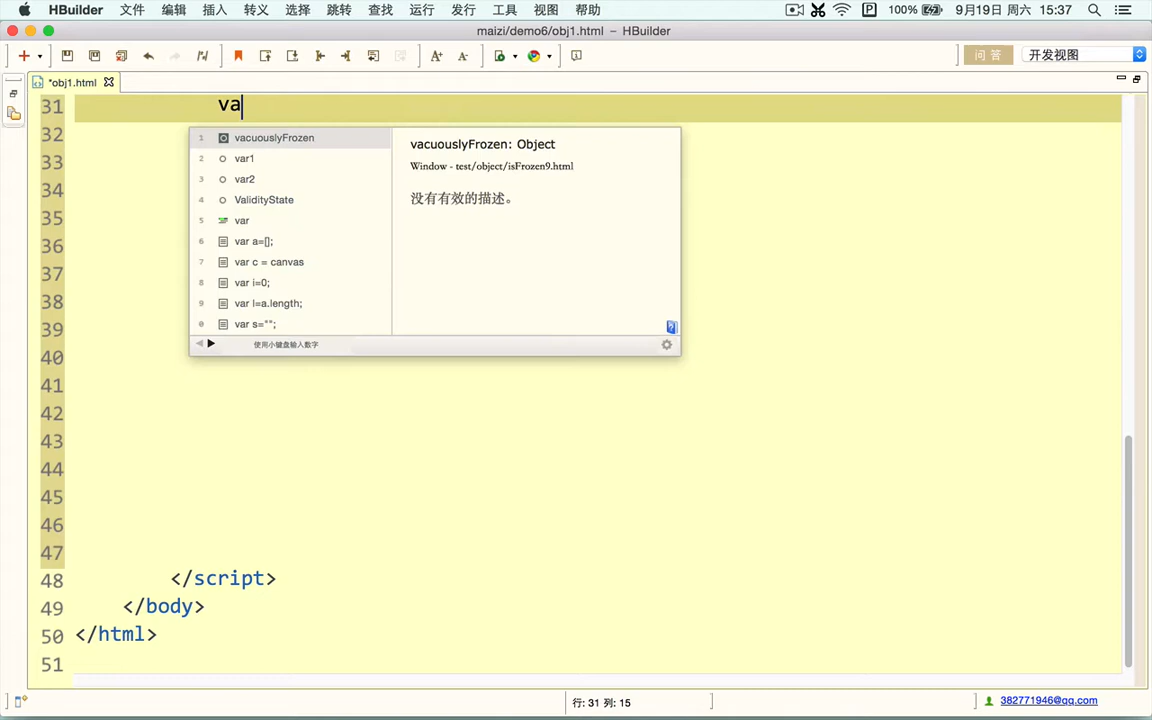 HBuilder 文件 编辑 插入 转义 选择 跳转 查找 运行 发行 工具 视图 帮助 100% 9月19日 周六 15:37
maizi/demo6/obj1.html – HBuilder
问 答 开发视图
*obj1.html
31 va
32
33
34
35
36
37
38
39
40
41
42
43
44
45
46
47
48 </script>
49 </body>
50 </html>
51
1 vacuouslyFrozen
2 var1
3 var2
4 ValidityState
5 var
6 var a=[];
7 var c = canvas
8 var i=0;
9 var l=a.length;
0 var s="";
使用小键盘输入数字
vacuouslyFrozen: Object
Window - test/object/isFrozen9.html
没有有效的描述。
行: 31 列: 15
382771946@qq.com